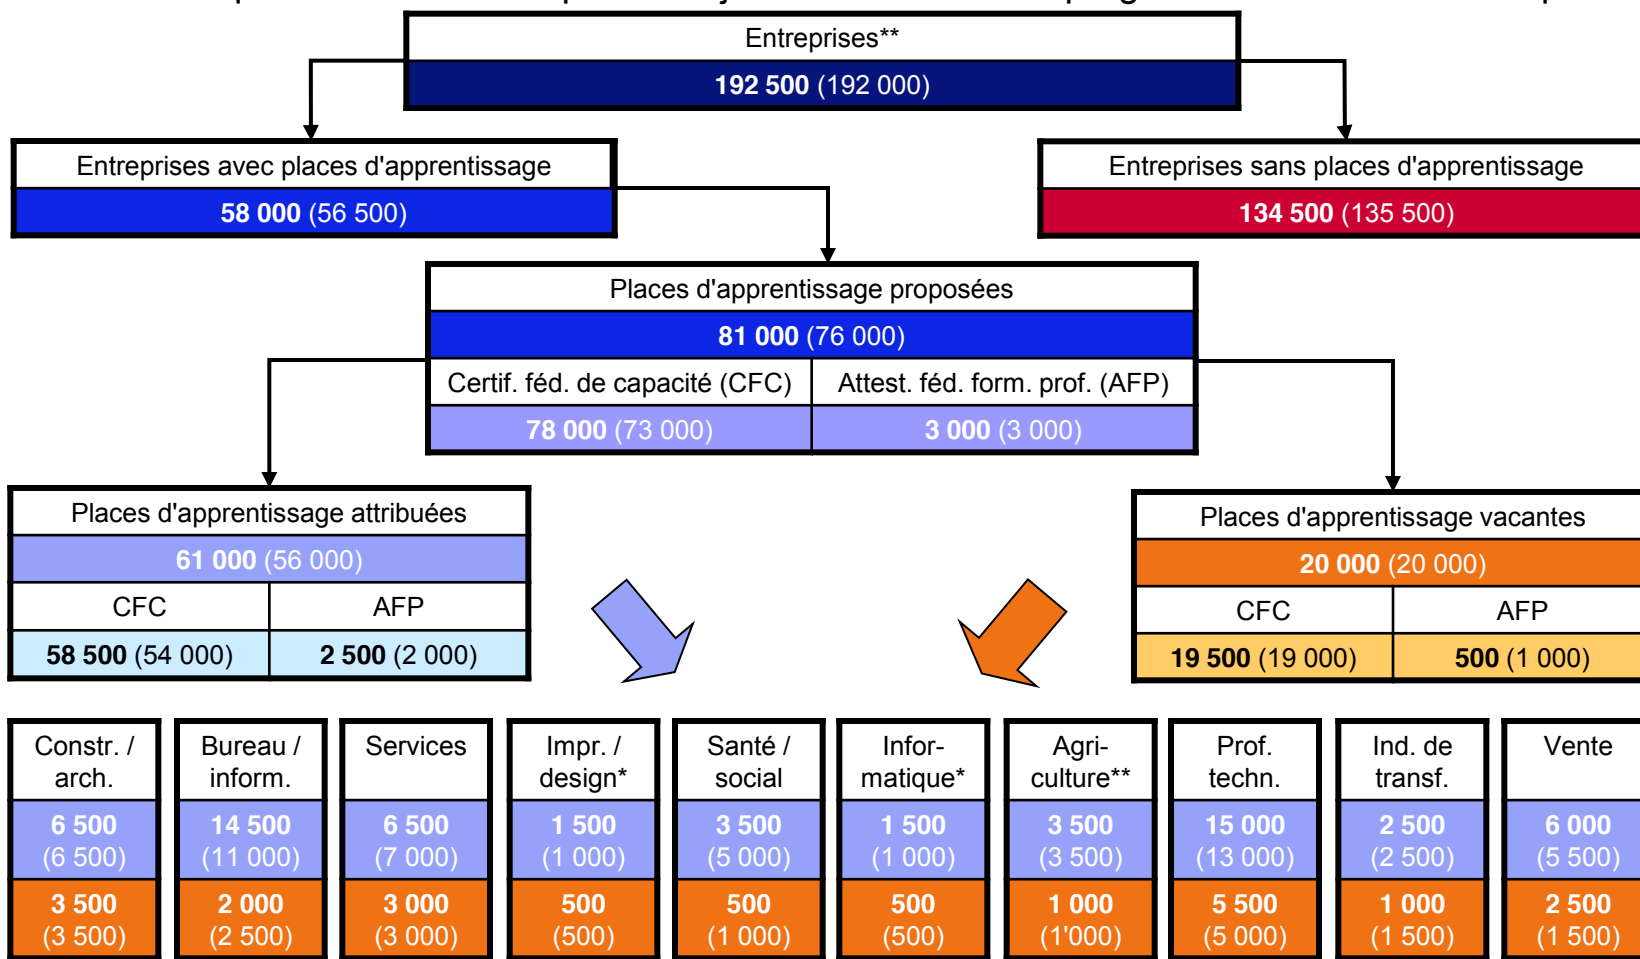 Entreprises**
192 500 (192 000)
Entreprises avec places d'apprentissage
58 000 (56 500)
Entreprises sans places d'apprentissage
134 500 (135 500)
Places d'apprentissage proposées
81 000 (76 000)
Certif. féd. de capacité (CFC)
Attest. féd. form. prof. (AFP)
78 000 (73 000)
3 000 (3 000)
Places d'apprentissage attribuées
61 000 (56 000)
CFC
AFP
58 500 (54 000)
2 500 (2 000)
Places d'apprentissage vacantes
20 000 (20 000)
CFC
AFP
19 500 (19 000)
500 (1 000)
Constr. /
arch.
6 500
(6 500)
3 500
(3 500)
Bureau /
inform.
14 500
(11 000)
2 000
(2 500)
Services
6 500
(7 000)
3 000
(3 000)
Impr. /
design*
1 500
(1 000)
500
(500)
Santé /
social
3 500
(5 000)
500
(1 000)
Infor-
matique*
1 500
(1 000)
500
(500)
Agri-
culture**
3 500
(3 500)
1 000
(1'000)
Prof.
techn.
15 000
(13 000)
5 500
(5 000)
Ind. de
transf.
2 500
(2 500)
1 000
(1 500)
Vente
6 000
(5 500)
2 500
(1 500)